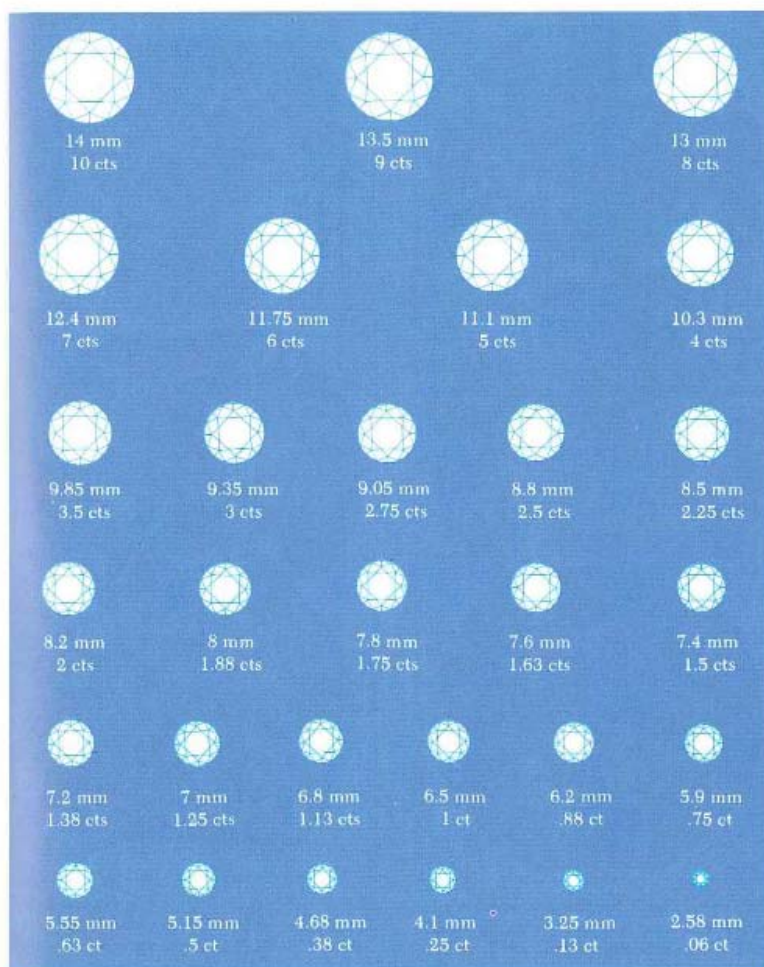 14 mm
10 cts
13.5 mm
9 cts
13 mm
8 cts
12.4 mm
7 cts
11.75 mm
6 cts
11.1 mm
5 cts
10.3 mm
4 cts
9.85 mm
3.5 cts
9.35 mm
3 cts
9.05 mm
2.75 cts
8.8 mm
2.5 cts
8.5 mm
2.25 cts
8.2 mm
2 cts
8 mm
1.88 cts
7.8 mm
1.75 cts
7.6 mm
1.63 cts
7.4 mm
1.5 cts
7.2 mm
1.38 cts
7 mm
1.25 cts
6.8 mm
1.13 cts
6.5 mm
1 ct
6.2 mm
.88 ct
5.9 mm
.75 ct
5.55 mm
.63 ct
5.15 mm
.5 ct
4.68 mm
.38 ct
4.1 mm
.25 ct
3.25 mm
.13 ct
2.58 mm
.06 ct